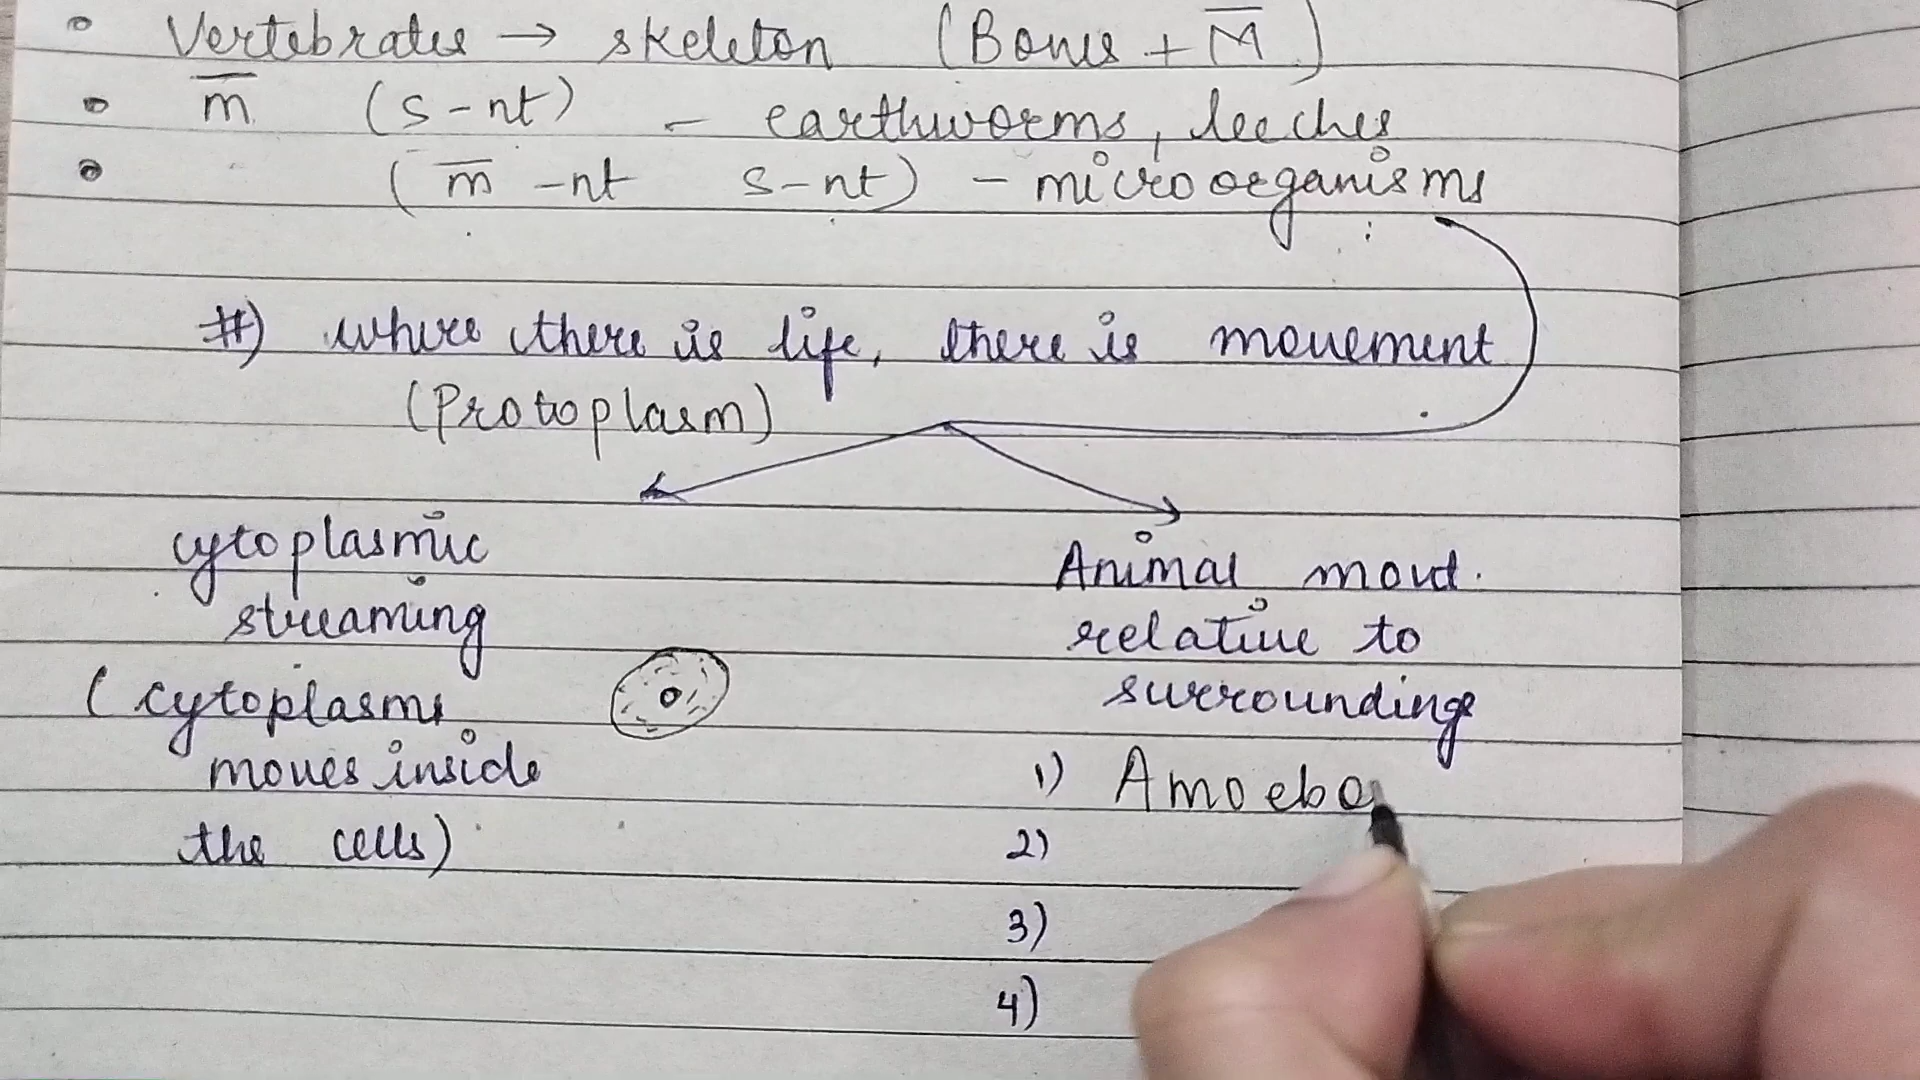 • Vertebrates → skeleton (Bones + M̅)
• m̅ (s-nt) - earthworms, leeches
• (m̅ -nt s-nt) - microorganisms
#) where there is life, there is movement
(Protoplasm)
cytoplasmic
streaming
(cytoplasms
moves inside
the cells)
Animal movt.
relative to
surroundings
1) Amoeba
2)
3)
4)